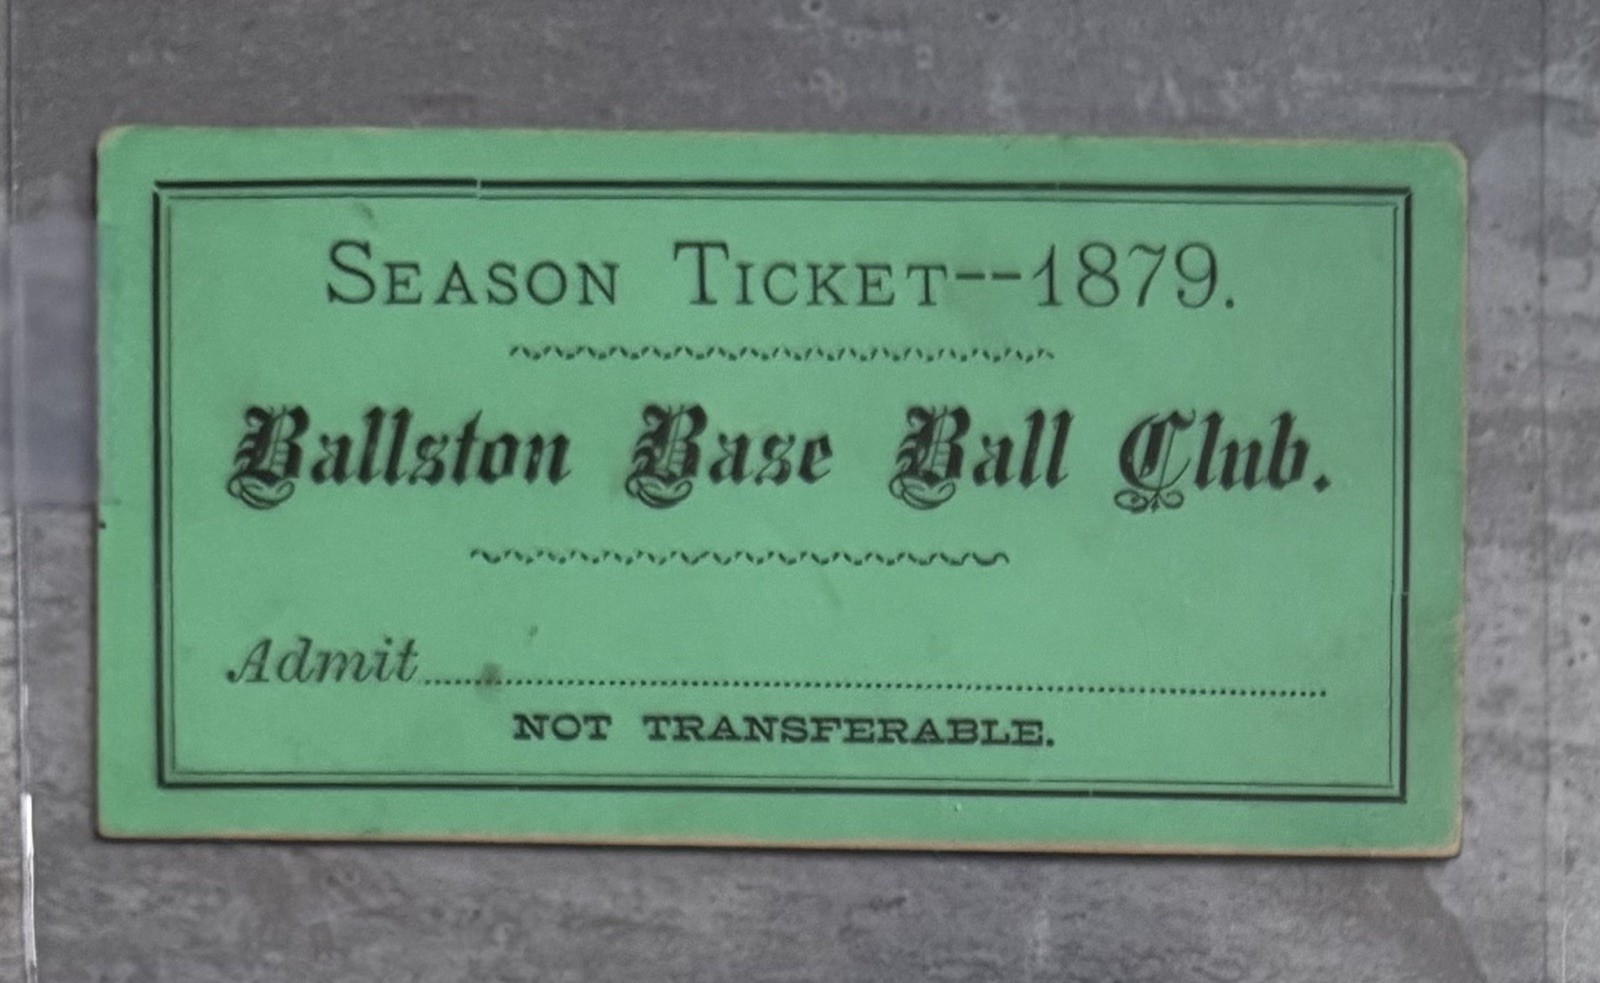 SEASON TICKET--1879.
Ballston Base Ball Club.
Admit........................................
NOT TRANSFERABLE.